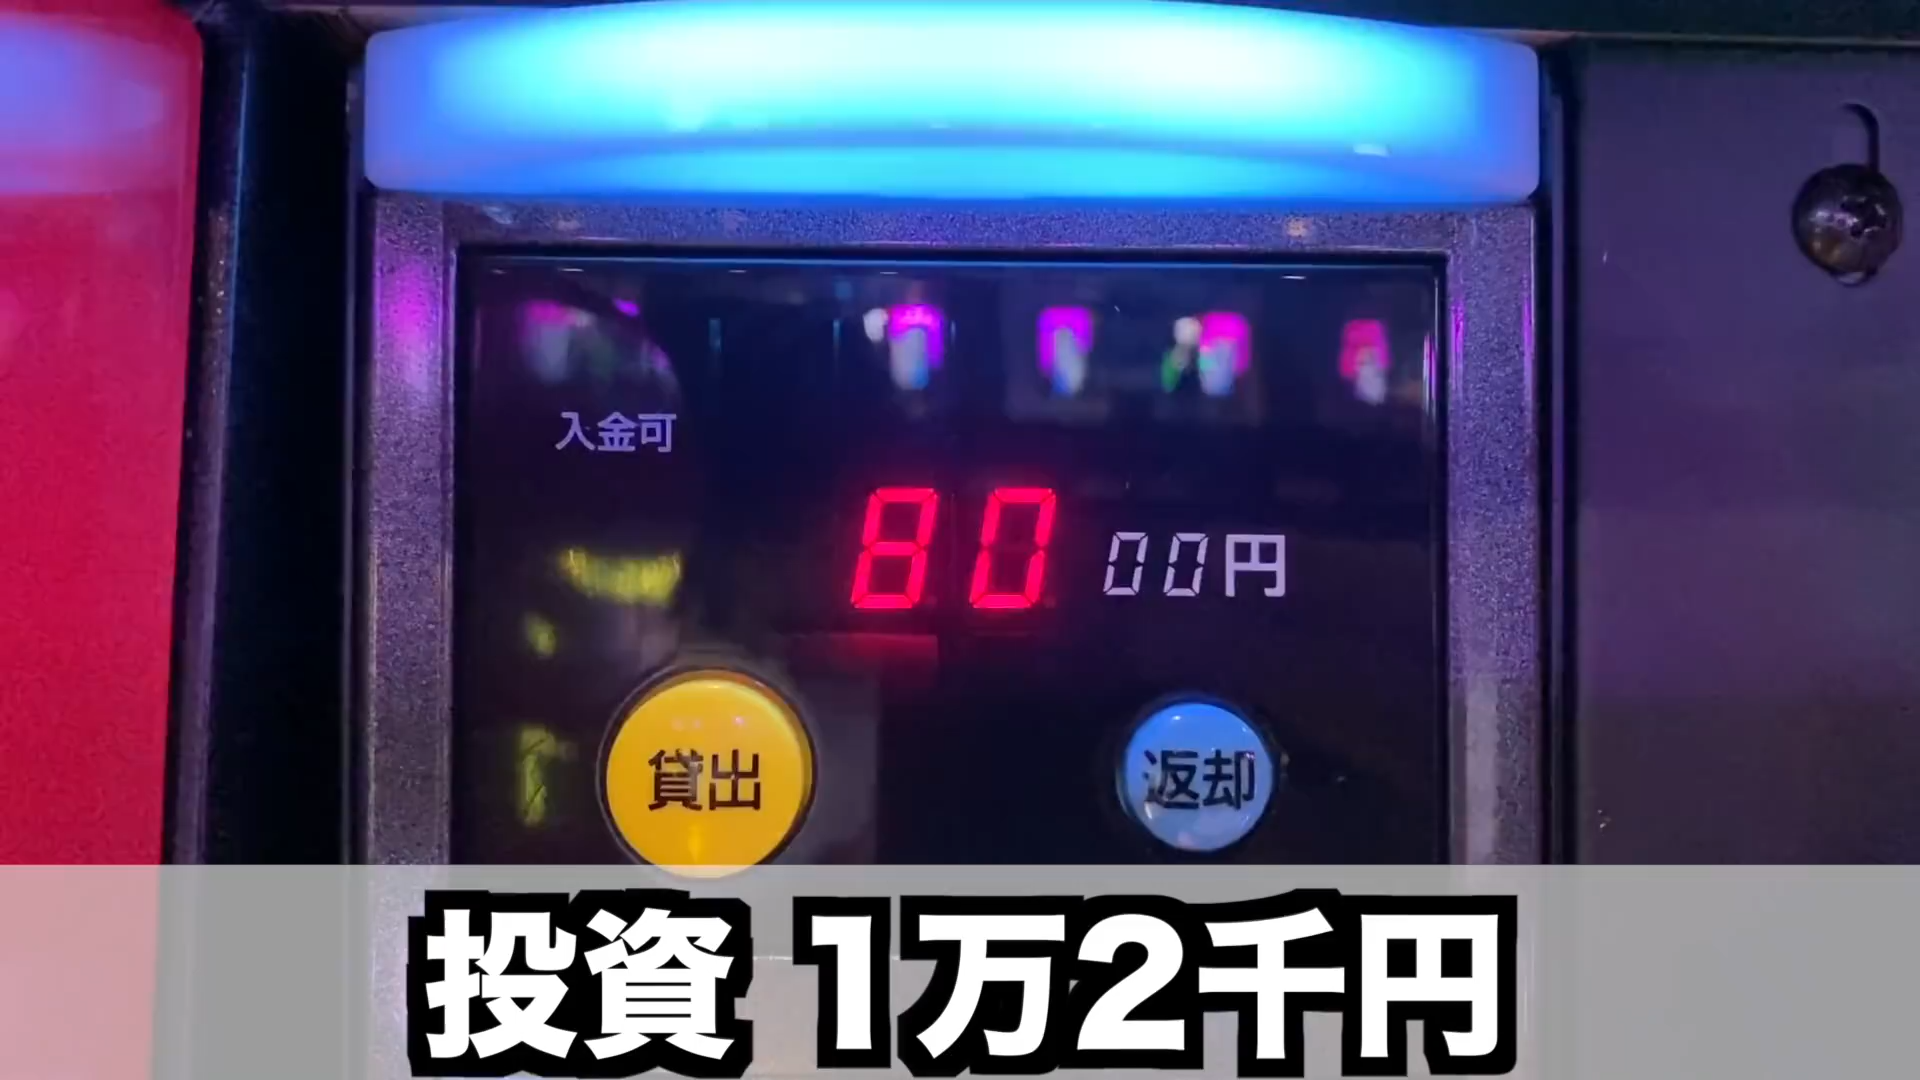 入金可
8000円
貸出
返却
投資 1万2千円